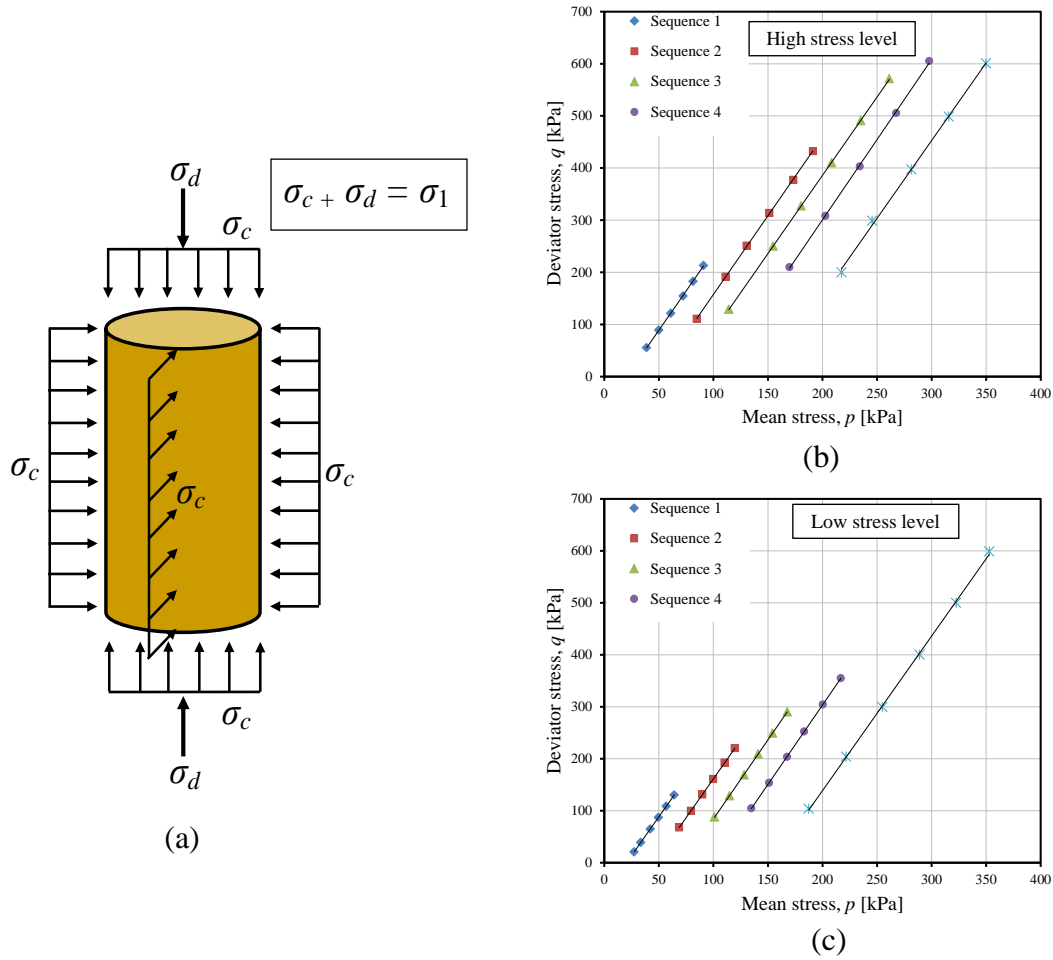 σd
σc + σd = σ1
σc
σc
σc
σc
σc
σd
(a)
Sequence 1
Sequence 2
Sequence 3
Sequence 4
High stress level
Deviator stress, q [kPa]
700
600
500
400
300
200
100
0
0 50 100 150 200 250 300 350 400
Mean stress, p [kPa]
(b)
Sequence 1
Sequence 2
Sequence 3
Sequence 4
Low stress level
Deviator stress, q [kPa]
700
600
500
400
300
200
100
0
0 50 100 150 200 250 300 350 400
Mean stress, p [kPa]
(c)